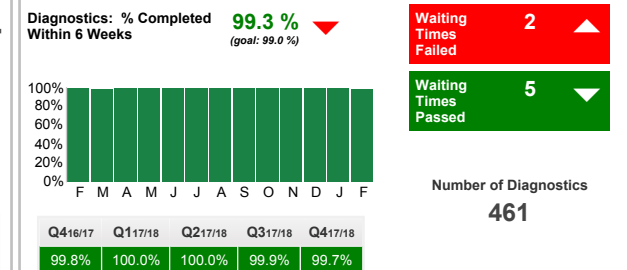 Diagnostics: % Completed
Within 6 Weeks
99.3 %
(goal: 99.0 %)
100%
80%
60%
40%
20%
0%
F M A M J J A S O N D J F
Q416/17 Q117/18 Q217/18 Q317/18 Q417/18
99.8% 100.0% 100.0% 99.9% 99.7%
Waiting
Times
Failed
2
Waiting
Times
Passed
5
Number of Diagnostics
461